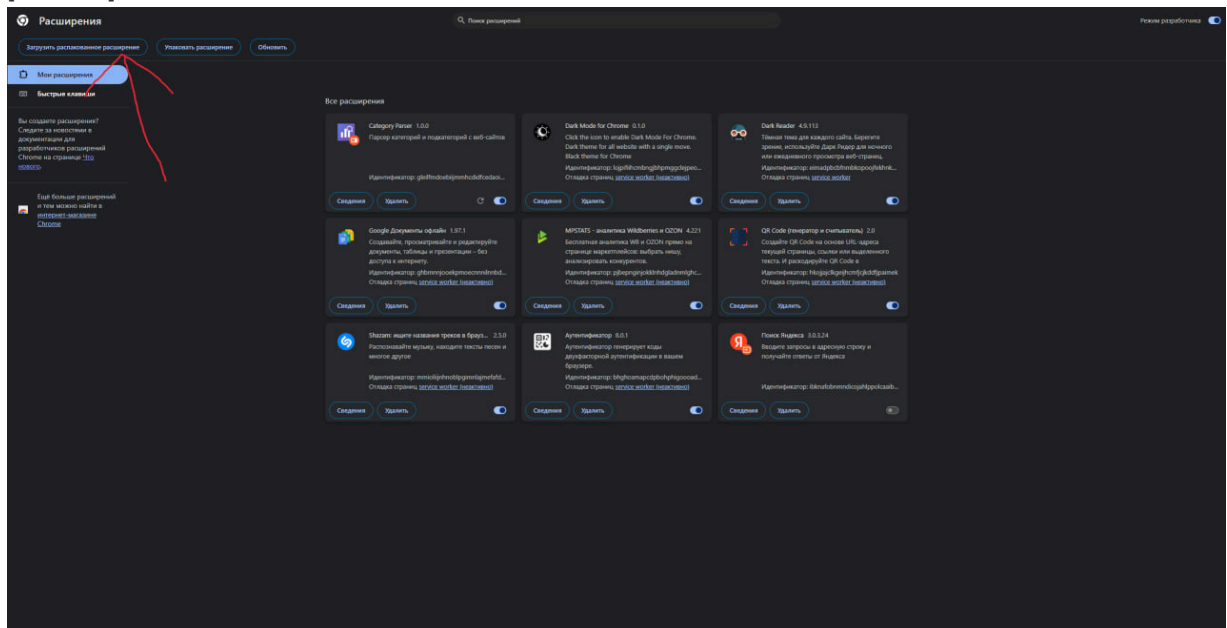 Расширения
Поиск расширений
Режим разработчика
Загрузить распакованное расширение
Упаковать расширение
Обновить
Мои расширения
Быстрые клавиши
Вы создаете расширения?
Следите за новостями в
документации для
разработчиков расширений
Chrome на странице Что
нового.
Ещё больше расширений
и тем можно найти в
интернет-магазине
Chrome
Все расширения
Category Parser 1.0.0
Парсер категорий и подкатегорий с веб-сайтов
Идентификатор:
Сведения
Удалить
Dark Mode for Chrome 0.1.0
Click the icon to enable Dark Mode For Chrome.
Dark theme for all website with a single move.
Black theme for Chrome
Идентификатор:
Отладка страниц service worker (неактивно)
Сведения
Удалить
Dark Reader 4.9.112
Тёмная тема для каждого сайта. Берегите
зрение, используйте Дарк Ридер для ночного
или ежедневного просмотра веб-страниц.
Идентификатор:
Отладка страниц service worker
Сведения
Удалить
Google Документы офлайн 1.97.1
Создавайте, просматривайте и редактируйте
документы, таблицы и презентации – без
доступа к интернету.
Идентификатор:
Отладка страниц service worker (неактивно)
Сведения
Удалить
MPSTATS - аналитика Wildberries и OZON 4.221
Бесплатная аналитика WB и OZON прямо на
странице маркетплейсов: выбрать нишу,
анализировать конкурентов.
Идентификатор:
Отладка страниц service worker (неактивно)
Сведения
Удалить
QR Code (генератор и считыватель) 2.0
Создайте QR Code на основе URL-адреса
текущей страницы, ссылки или выделенного
текста. И раскодируйте QR Code в
Идентификатор:
Отладка страниц service worker (неактивно)
Сведения
Удалить
Shazam: ищите названия треков в брауз... 2.5.0
Распознавайте музыку, находите тексты песен и
многое другое
Идентификатор:
Отладка страниц service worker (неактивно)
Сведения
Удалить
Аутентификатор 8.0.1
Аутентификатор генерирует коды
двухфакторной аутентификации в вашем
браузере.
Идентификатор:
Отладка страниц service worker (неактивно)
Сведения
Удалить
Поиск Яндекса 3.0.5.24
Вводите запросы в адресную строку и
получайте ответы от Яндекса
Идентификатор:
Сведения
Удалить